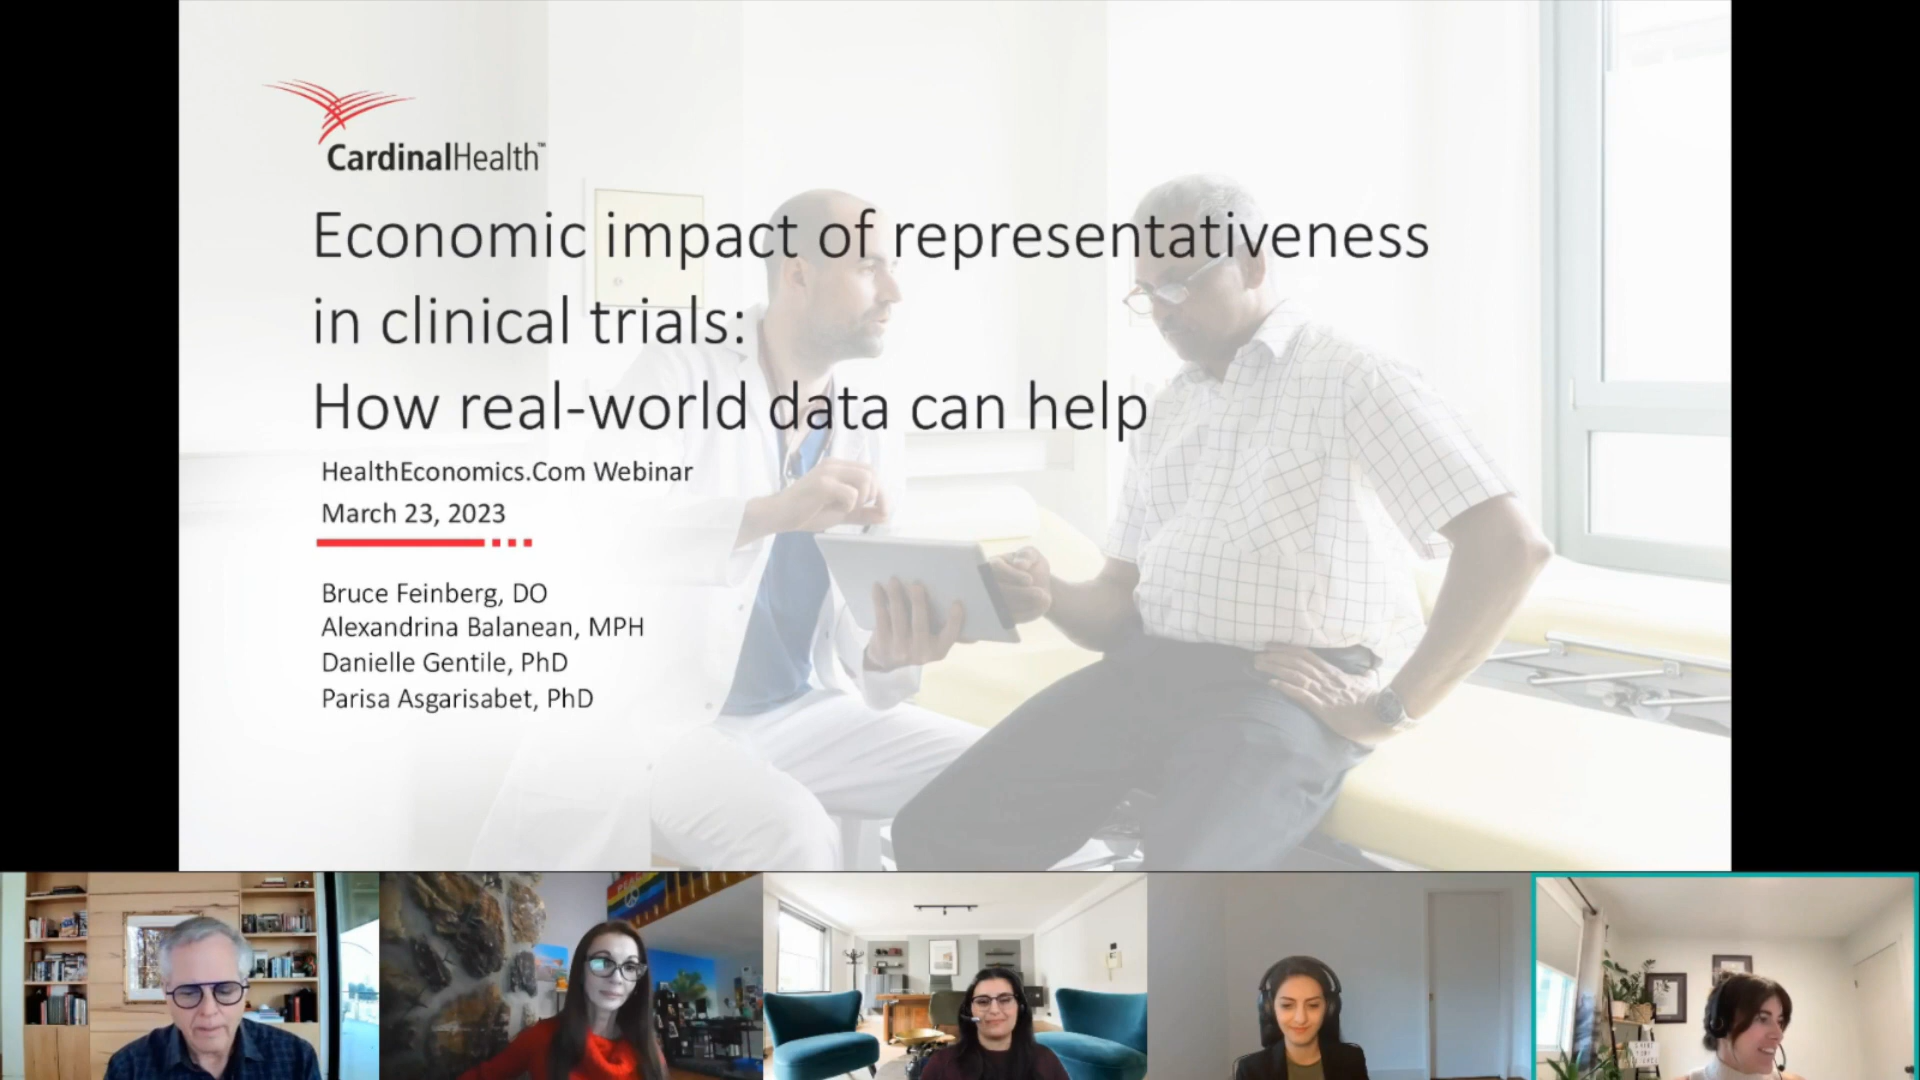 CardinalHealth™
Economic impact of representativeness
in clinical trials:
How real-world data can help
HealthEconomics.Com Webinar
March 23, 2023
Bruce Feinberg, DO
Alexandrina Balanean, MPH
Danielle Gentile, PhD
Parisa Asgarisabet, PhD